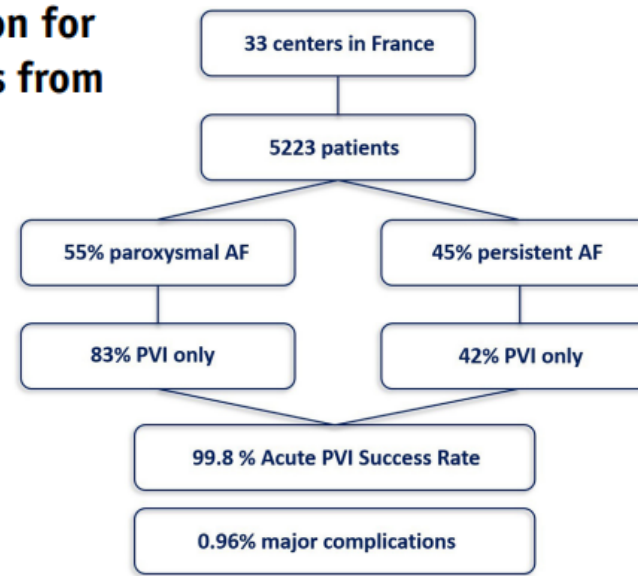 on for
s from
33 centers in France
5223 patients
55% paroxysmal AF
45% persistent AF
83% PVI only
42% PVI only
99.8 % Acute PVI Success Rate
0.96% major complications